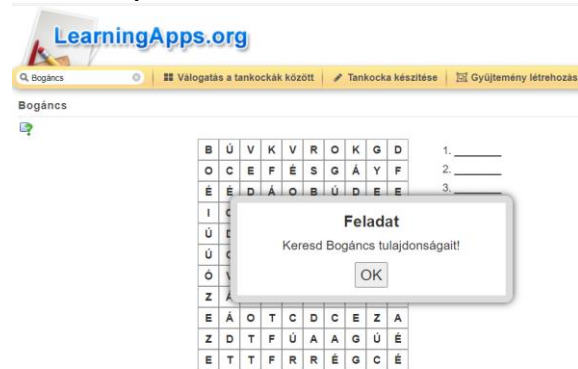 LearningApps.org
Bogáncs
Válogatás a tankockák között
Tankocka készítése
Gyűjtemény létrehozás
Bogáncs
B Ú V K V R O K G D
O C E F É S G Á Y F
É É D Á O B Ú D E E
I
Ú
Ú
Ó
Z
E Á O T C D C E Z A
Z D T F Ú A A G Ú É
E T T F R R É G C É
1.
2.
3.
Feladat
Keresd Bogáncs tulajdonságait!
OK